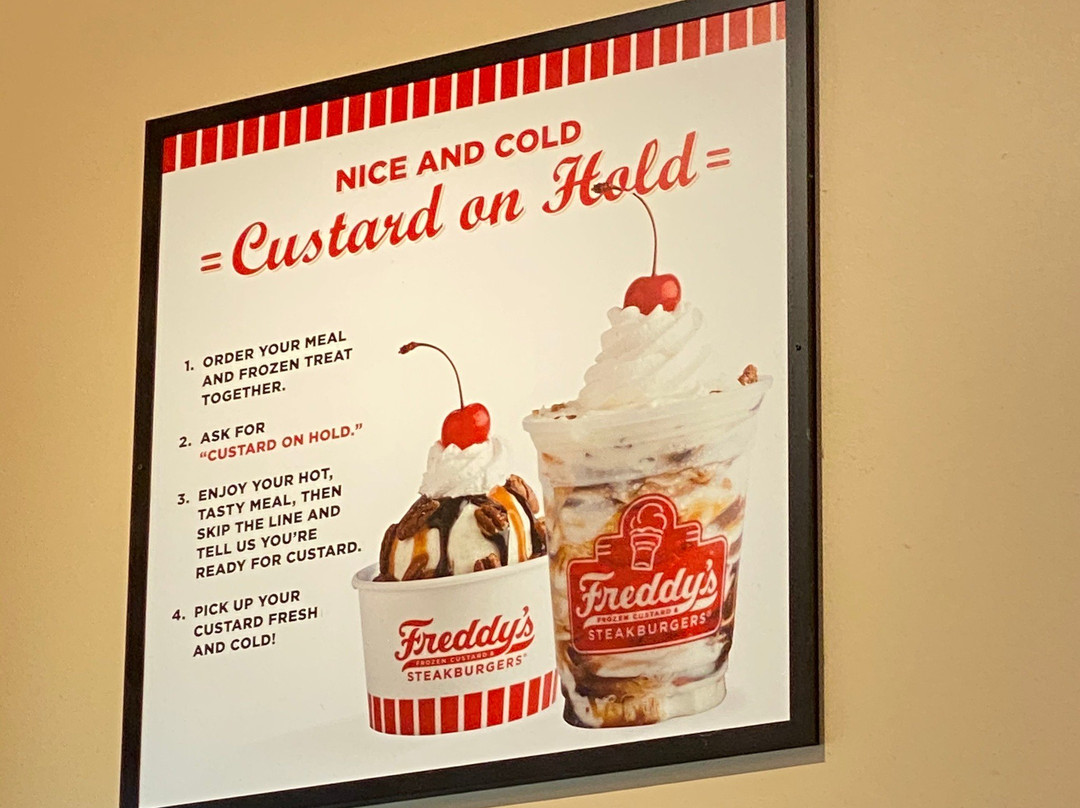 NICE AND COLD
=Custard on Hold=
1. ORDER YOUR MEAL
AND FROZEN TREAT
TOGETHER.
2. ASK FOR
“CUSTARD ON HOLD.”
3. ENJOY YOUR HOT,
TASTY MEAL, THEN
SKIP THE LINE AND
TELL US YOU’RE
READY FOR CUSTARD.
4. PICK UP YOUR
CUSTARD FRESH
AND COLD!
Freddy’s
FROZEN CUSTARD &
STEAKBURGERS®
Freddy’s
FROZEN CUSTARD &
STEAKBURGERS®